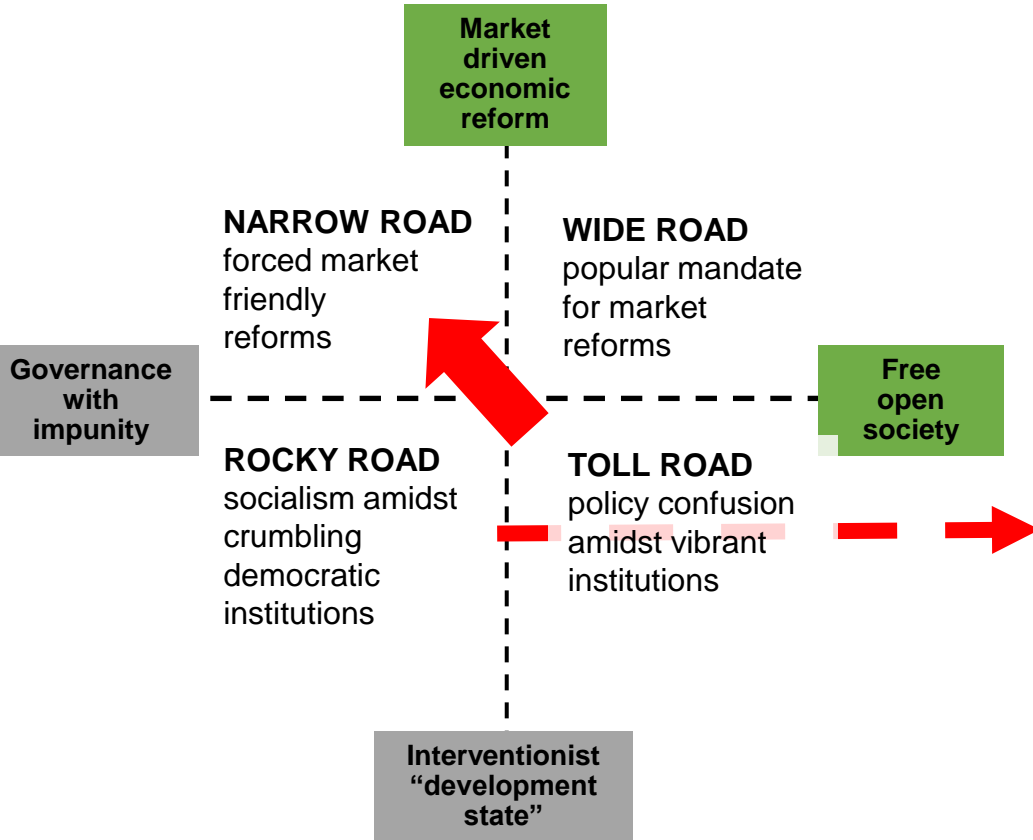 Market
driven
economic
reform
NARROW ROAD
forced market
friendly
reforms
WIDE ROAD
popular mandate
for market
reforms
Governance
with
impunity
Free
open
society
ROCKY ROAD
socialism amidst
crumbling
democratic
institutions
TOLL ROAD
policy confusion
amidst vibrant
institutions
Interventionist
“development
state”